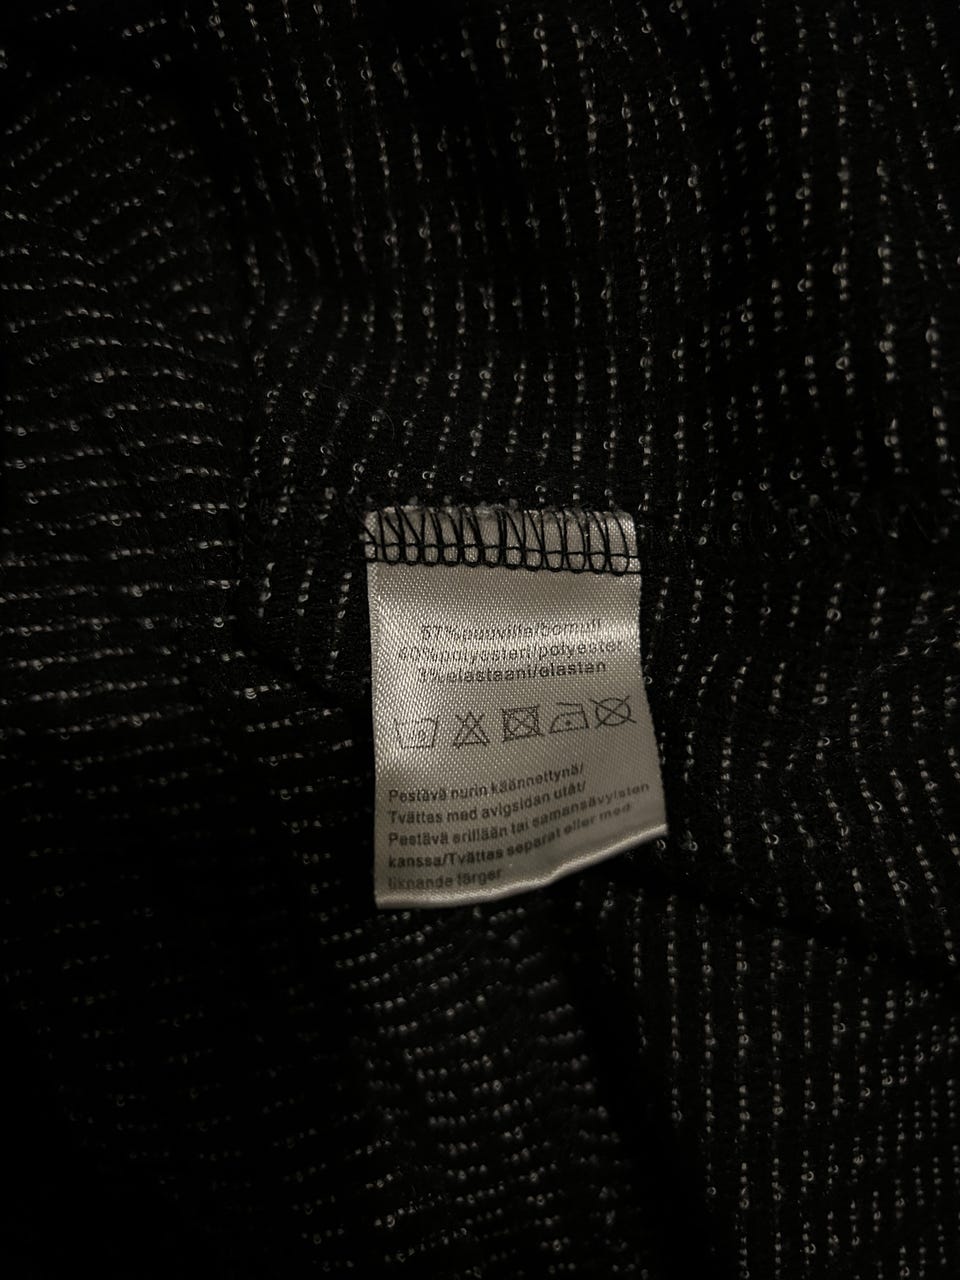 57%puuvilla/bomull
40%polyesteri/polyester
3%elastaani/elastan
Pestävä nurin käännettynä/
Tvättas med avigsidan utåt/
Pestävä erillään tai samansävyisten
kanssa/Tvättas separat eller med
liknande färger